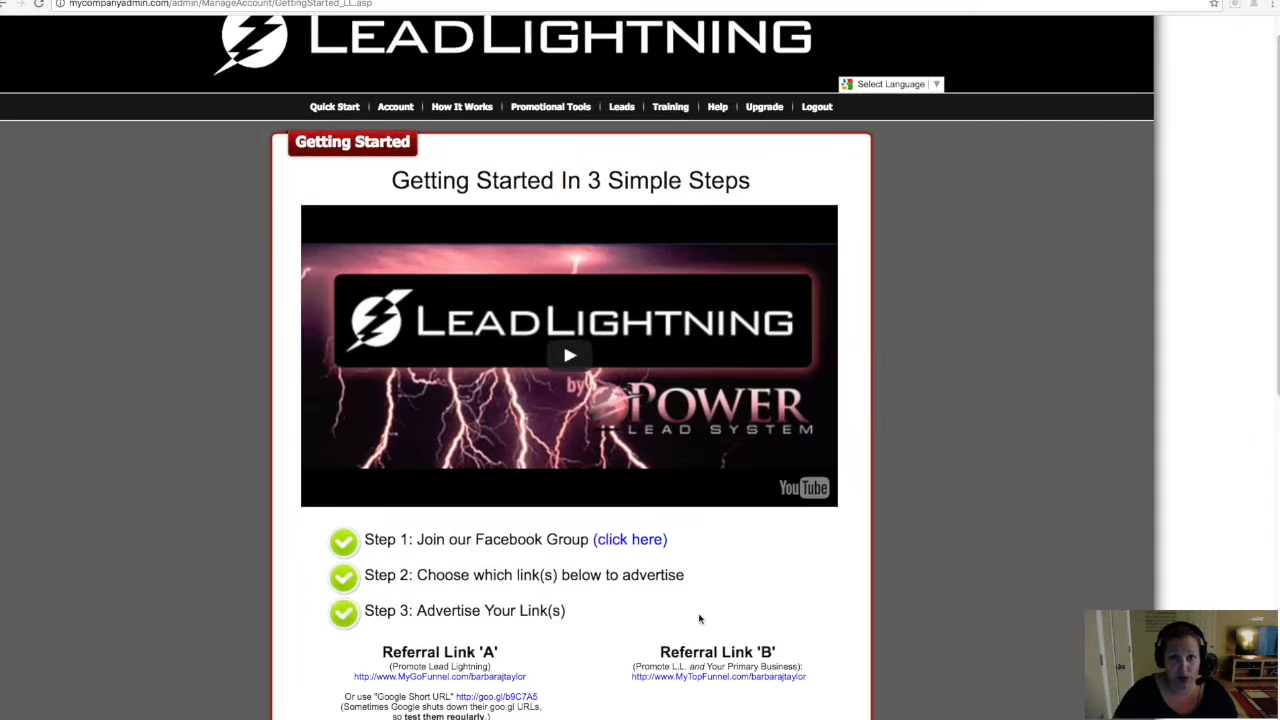 mycompanyadmin.com/admin/ManageAccount/GettingStarted_LL.asp
LEADLIGHTNING
Select Language
Quick Start Account How It Works Promotional Tools Leads Training Help Upgrade Logout
Getting Started
Getting Started In 3 Simple Steps
LEADLIGHTNING
by POWER
LEAD SYSTEM
YouTube
Step 1: Join our Facebook Group (click here)
Step 2: Choose which link(s) below to advertise
Step 3: Advertise Your Link(s)
Referral Link 'A'
(Promote Lead Lightning)
http://www.MyGoFunnel.com/barbarajtaylor
Or use "Google Short URL" http://goo.gl/b9C7A5
(Sometimes Google shuts down their goo.gl URLs,
so test them regularly.)
Referral Link 'B'
(Promote L.L. and Your Primary Business):
http://www.MyTopFunnel.com/barbarajtaylor